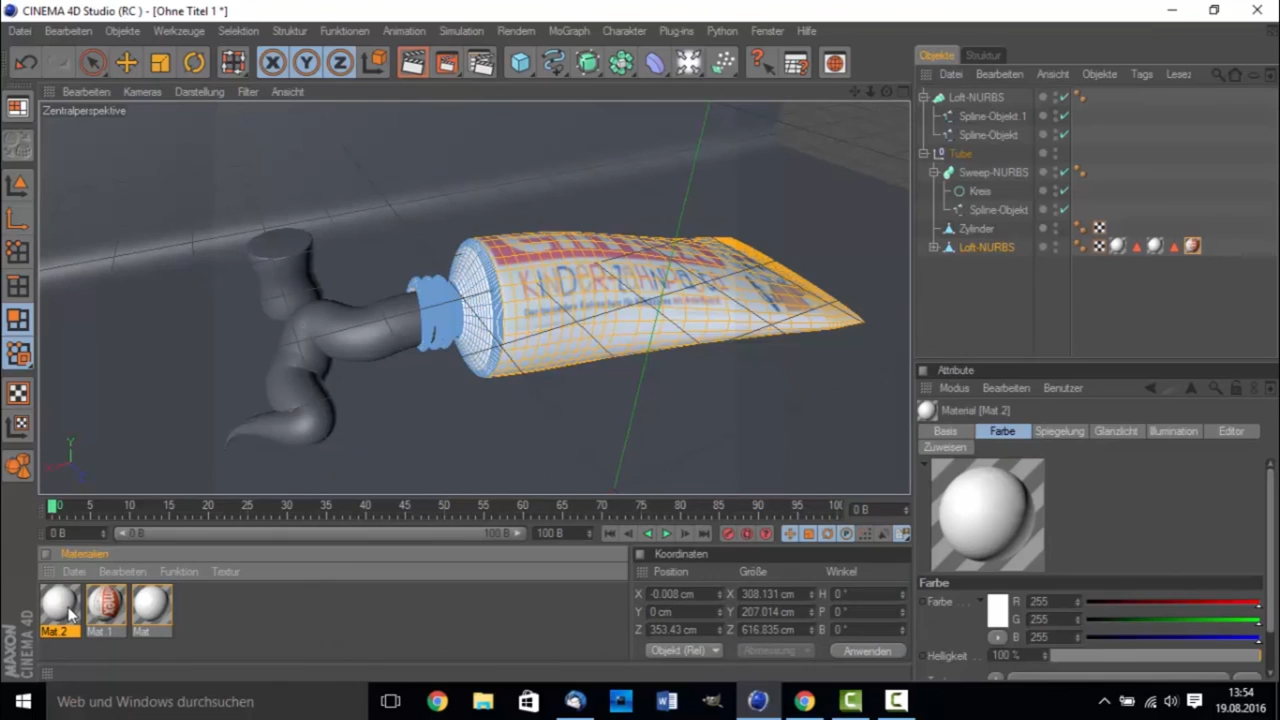 CINEMA 4D Studio (RC ) - [Ohne Titel 1 *]
Datei Bearbeiten Objekte Werkzeuge Selektion Struktur Funktionen Animation Simulation Rendern MoGraph Charakter Plug-ins Python Fenster Hilfe
Objekte Struktur
Datei Bearbeiten Ansicht Objekte Tags Lesez
Bearbeiten Kameras Darstellung Filter Ansicht
Zentralperspektive
Loft-NURBS
Spline-Objekt.1
Spline-Objekt
Tube
Sweep-NURBS
Kreis
Spline-Objekt
Zylinder
Loft-NURBS
KINDER-ZAHNPASTA
Y
Attribute
Modus Bearbeiten Benutzer
Material [Mat.2]
Basis Farbe Spiegelung Glanzlicht Illumination Editor
Zuweisen
Farbe
Farbe . . . R 255
G 255
B 255
Helligkeit 100 %
0 5 10 15 20 25 30 35 40 45 50 55 60 65 70 75 80 85 90 95 0 B
0 B 0 B 100 B 100 B
Materialien
Datei Bearbeiten Funktion Textur
Mat.2 Mat.1 Mat
Koordinaten
Position Größe Winkel
X -0.008 cm X 308.131 cm H 0 °
Y 0 cm Y 207.014 cm P 0 °
Z 353.43 cm Z 616.835 cm B 0 °
Objekt (Rel) Abmessung Anwenden
MAXON
CINEMA 4D
Web und Windows durchsuchen
13:54
19.08.2016